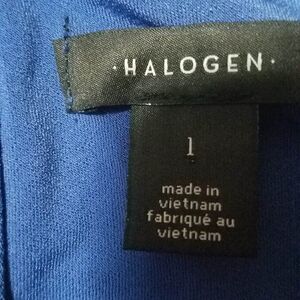 ·HALOGEN·
1
made in
vietnam
fabriqué au
vietnam